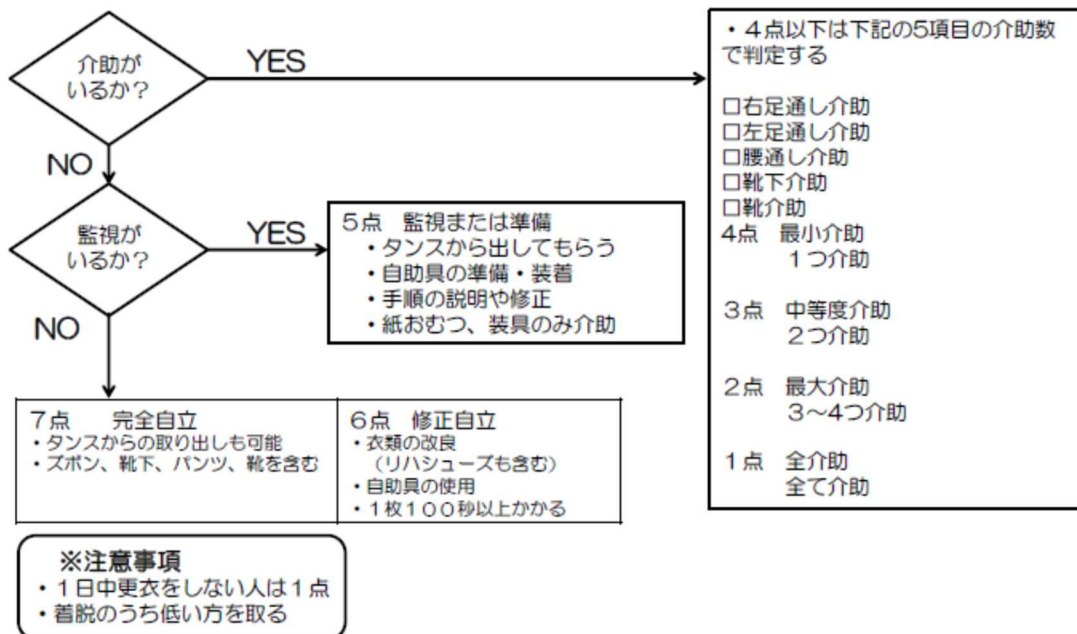 介助が
いるか？
YES
NO
監視が
いるか？
YES
NO
5点　監視または準備
・タンスから出してもらう
・自助具の準備・装着
・手順の説明や修正
・紙おむつ、装具のみ介助
7点　完全自立
・タンスからの取り出しも可能
・ズボン、靴下、パンツ、靴を含む
6点　修正自立
・衣類の改良
（リハシューズも含む）
・自助具の使用
・１枚１００秒以上かかる
※注意事項
・１日中更衣をしない人は１点
・着脱のうち低い方を取る
・４点以下は下記の5項目の介助数
で判定する
□右足通し介助
□左足通し介助
□腰通し介助
□靴下介助
□靴介助
4点　最小介助
１つ介助
3点　中等度介助
２つ介助
2点　最大介助
３～４つ介助
1点　全介助
全て介助